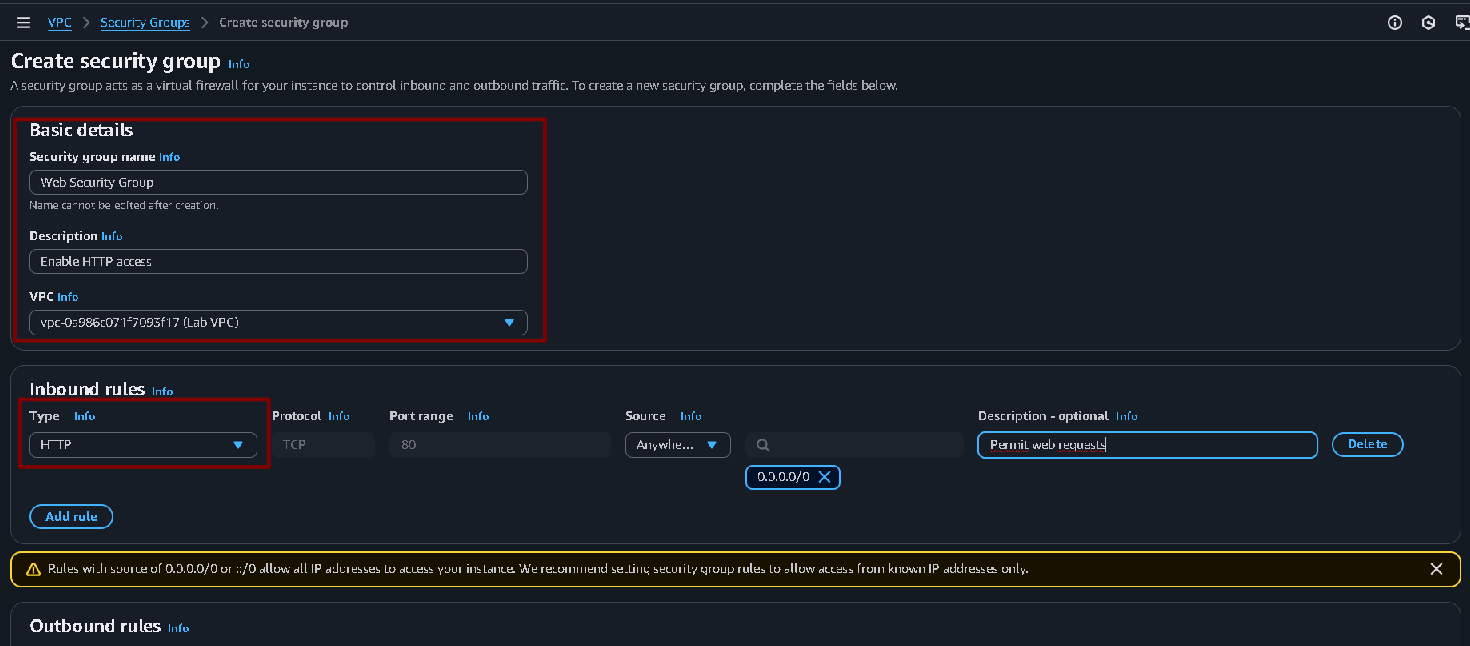 VPC > Security Groups > Create security group
Create security group Info
A security group acts as a virtual firewall for your instance to control inbound and outbound traffic. To create a new security group, complete the fields below.
Basic details
Security group name Info
Web Security Group
Name cannot be edited after creation.
Description Info
Enable HTTP access
VPC Info
vpc-0a986c071f7093f17 (Lab VPC)
Inbound rules Info
Type Info Protocol Info Port range Info Source Info Description - optional Info
HTTP TCP 80 Anywhe... Permit web requests Delete
0.0.0.0/0
Add rule
Rules with source of 0.0.0.0/0 or ::/0 allow all IP addresses to access your instance. We recommend setting security group rules to allow access from known IP addresses only.
Outbound rules Info